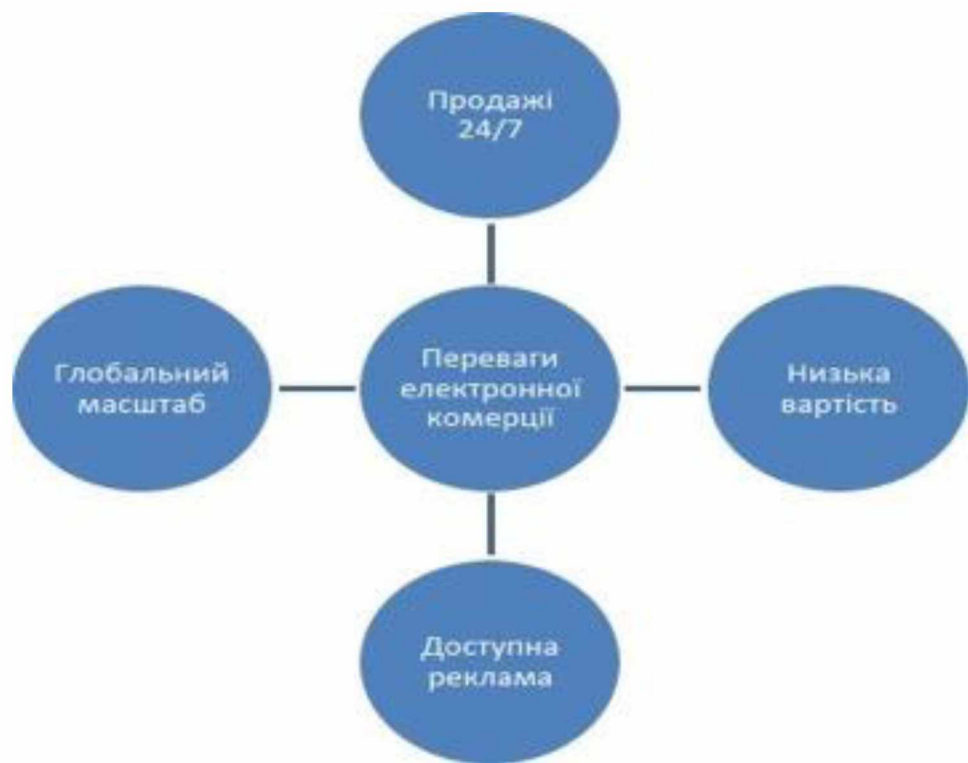 Продажі
24/7
Глобальний
масштаб
Переваги
електронної
комерції
Низька
вартість
Доступна
реклама